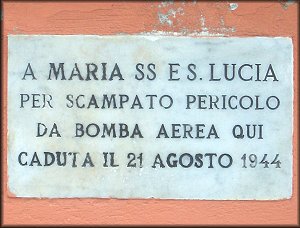 A MARIA SS E S. LUCIA
PER SCAMPATO PERICOLO
DA BOMBA AEREA QUI
CADUTA IL 21 AGOSTO 1944